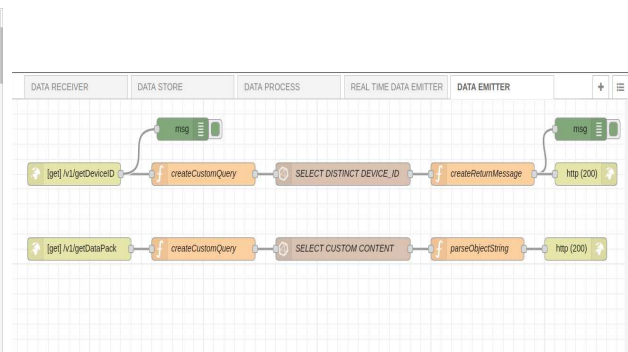 DATA RECEIVER DATA STORE DATA PROCESS REAL TIME DATA EMITTER DATA EMITTER
msg msg
[get] /v1/getDeviceID createCustomQuery SELECT DISTINCT DEVICE_ID createReturnMessage http (200)
[get] /v1/getDataPack createCustomQuery SELECT CUSTOM CONTENT parseObjectString http (200)